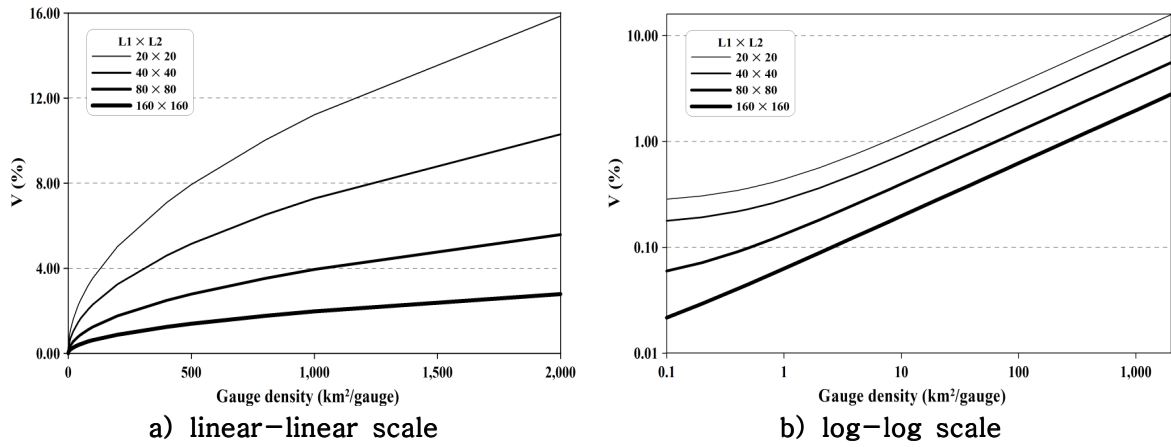 16.00
12.00
8.00
4.00
0.00
V (%)
L1 × L2
20 × 20
40 × 40
80 × 80
160 × 160
0
500
1,000
1,500
2,000
Gauge density (km²/gauge)
a) linear-linear scale
10.00
1.00
0.10
0.01
V (%)
L1 × L2
20 × 20
40 × 40
80 × 80
160 × 160
0.1
1
10
100
1,000
Gauge density (km²/gauge)
b) log-log scale